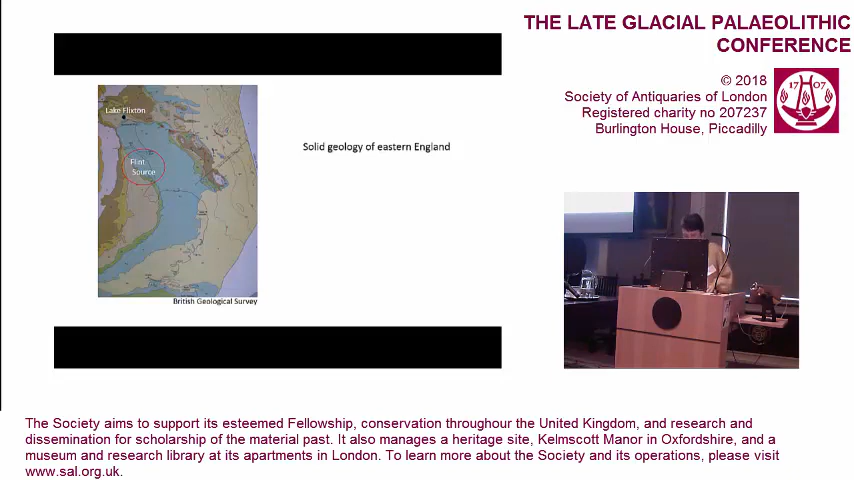 THE LATE GLACIAL PALAEOLITHIC
CONFERENCE
© 2018
Society of Antiquaries of London
Registered charity no 207237
Burlington House, Piccadilly
17 07
Lake Flixton
Flint
Source
Solid geology of eastern England
British Geological Survey
The Society aims to support its esteemed Fellowship, conservation throughour the United Kingdom, and research and
dissemination for scholarship of the material past. It also manages a heritage site, Kelmscott Manor in Oxfordshire, and a
museum and research library at its apartments in London. To learn more about the Society and its operations, please visit
www.sal.org.uk.